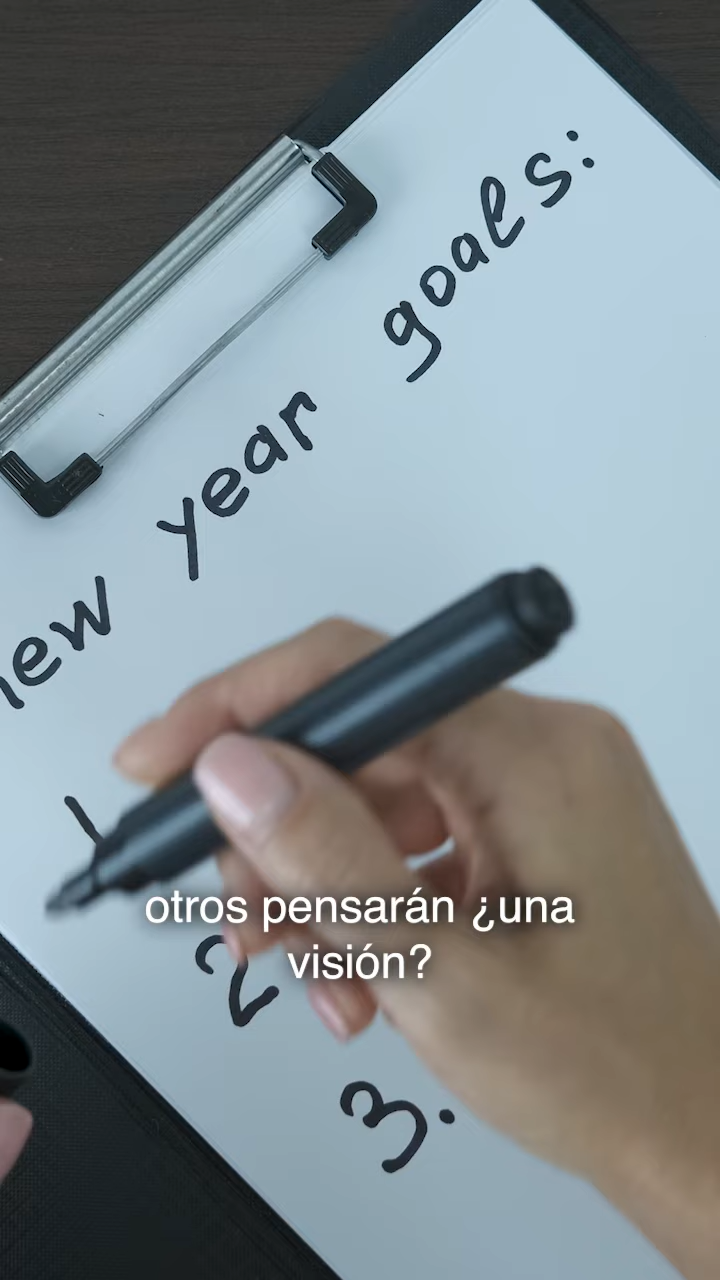 new year goals:
1
2
3.
otros pensarán ¿una
visión?